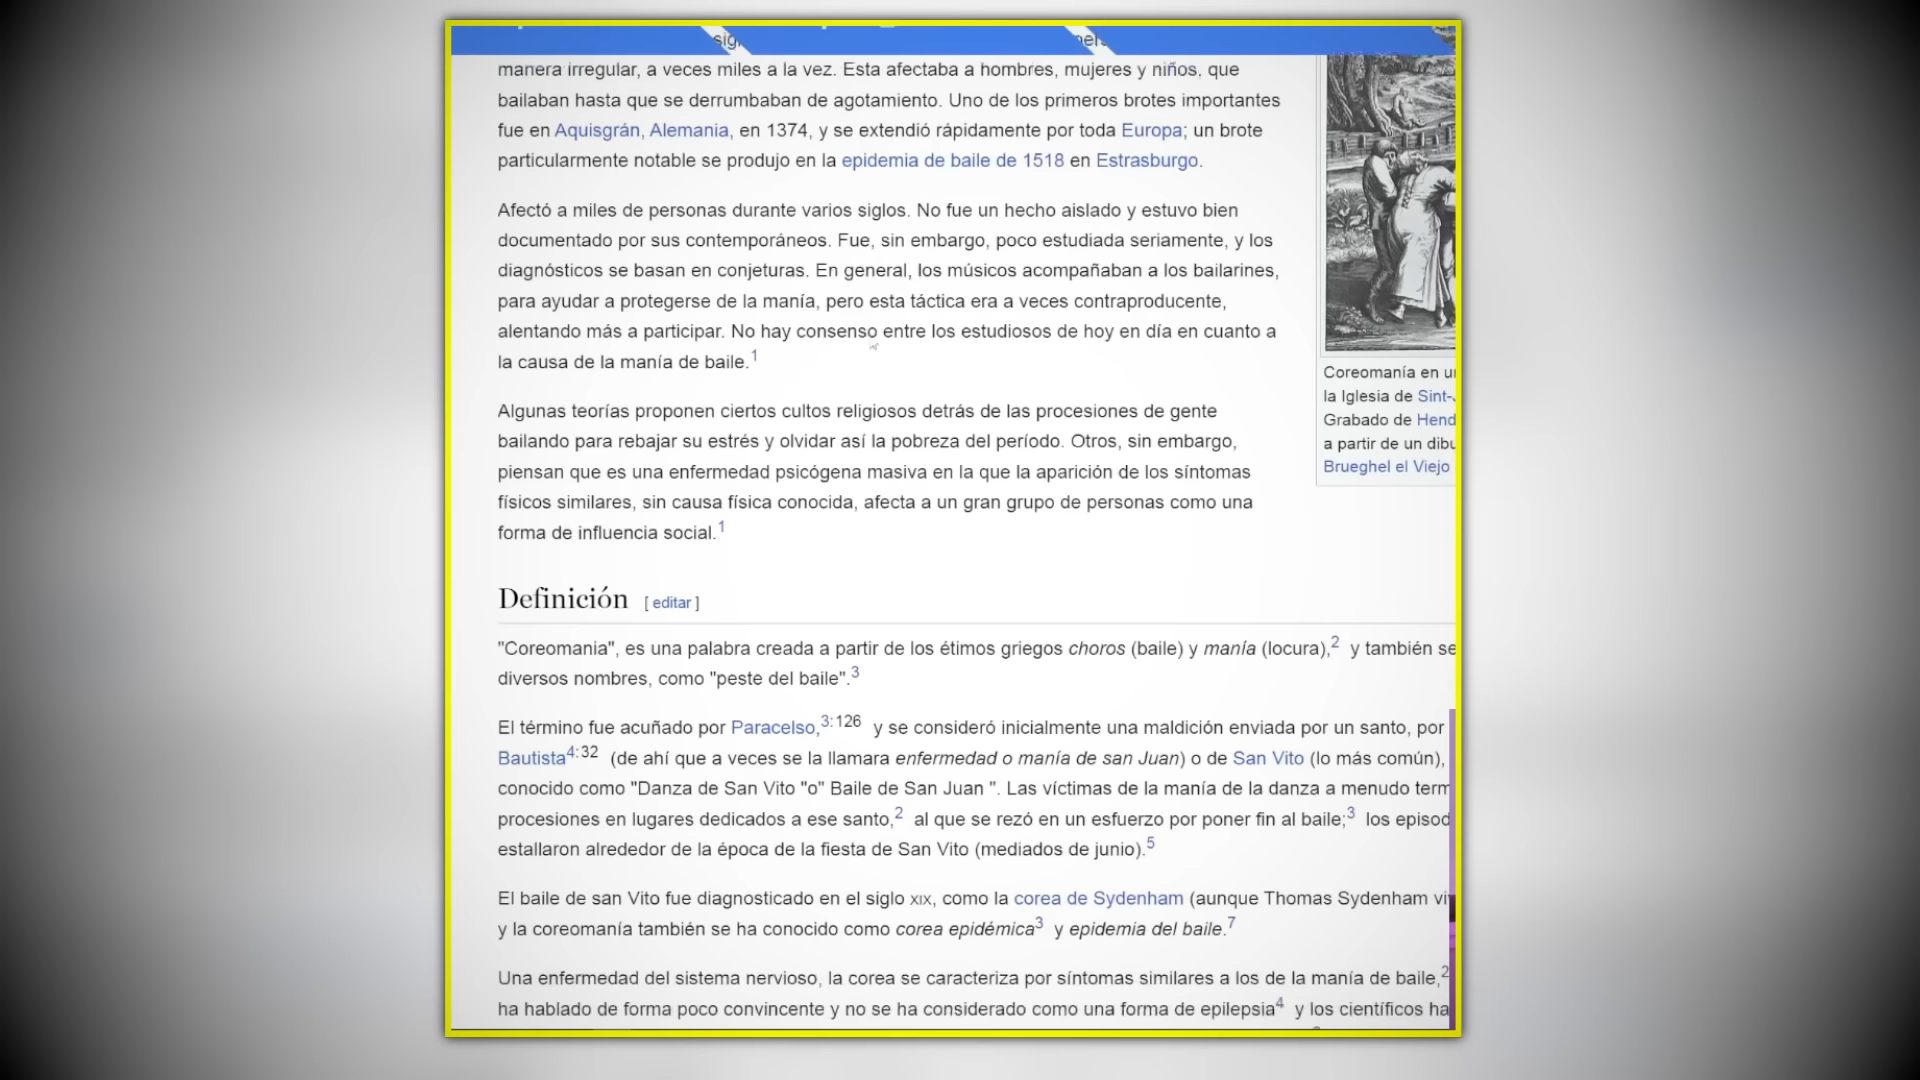 manera irregular, a veces miles a la vez. Esta afectaba a hombres, mujeres y niños, que
bailaban hasta que se derrumbaban de agotamiento. Uno de los primeros brotes importantes
fue en Aquisgrán, Alemania, en 1374, y se extendió rápidamente por toda Europa; un brote
particularmente notable se produjo en la epidemia de baile de 1518 en Estrasburgo.
Afectó a miles de personas durante varios siglos. No fue un hecho aislado y estuvo bien
documentado por sus contemporáneos. Fue, sin embargo, poco estudiada seriamente, y los
diagnósticos se basan en conjeturas. En general, los músicos acompañaban a los bailarines,
para ayudar a protegerse de la manía, pero esta táctica era a veces contraproducente,
alentando más a participar. No hay consenso entre los estudiosos de hoy en día en cuanto a
la causa de la manía de baile.1
Algunas teorías proponen ciertos cultos religiosos detrás de las procesiones de gente
bailando para rebajar su estrés y olvidar así la pobreza del período. Otros, sin embargo,
piensan que es una enfermedad psicógena masiva en la que la aparición de los síntomas
físicos similares, sin causa física conocida, afecta a un gran grupo de personas como una
forma de influencia social.1
Coreomanía en
la Iglesia de Sint-
Grabado de Hend
a partir de un dibu
Brueghel el Viejo
Definición [ editar ]
"Coreomania", es una palabra creada a partir de los étimos griegos choros (baile) y manía (locura),2 y también se
diversos nombres, como "peste del baile".3
El término fue acuñado por Paracelso,3:126 y se consideró inicialmente una maldición enviada por un santo, por
Bautista4:32 (de ahí que a veces se la llamara enfermedad o manía de san Juan) o de San Vito (lo más común),
conocido como "Danza de San Vito "o" Baile de San Juan ". Las víctimas de la manía de la danza a menudo term
procesiones en lugares dedicados a ese santo,2 al que se rezó en un esfuerzo por poner fin al baile;3 los episod
estallaron alrededor de la época de la fiesta de San Vito (mediados de junio).5
El baile de san Vito fue diagnosticado en el siglo XIX, como la corea de Sydenham (aunque Thomas Sydenham vi
y la coreomanía también se ha conocido como corea epidémica3 y epidemia del baile.7
Una enfermedad del sistema nervioso, la corea se caracteriza por síntomas similares a los de la manía de baile,2
ha hablado de forma poco convincente y no se ha considerado como una forma de epilepsia4 y los científicos ha